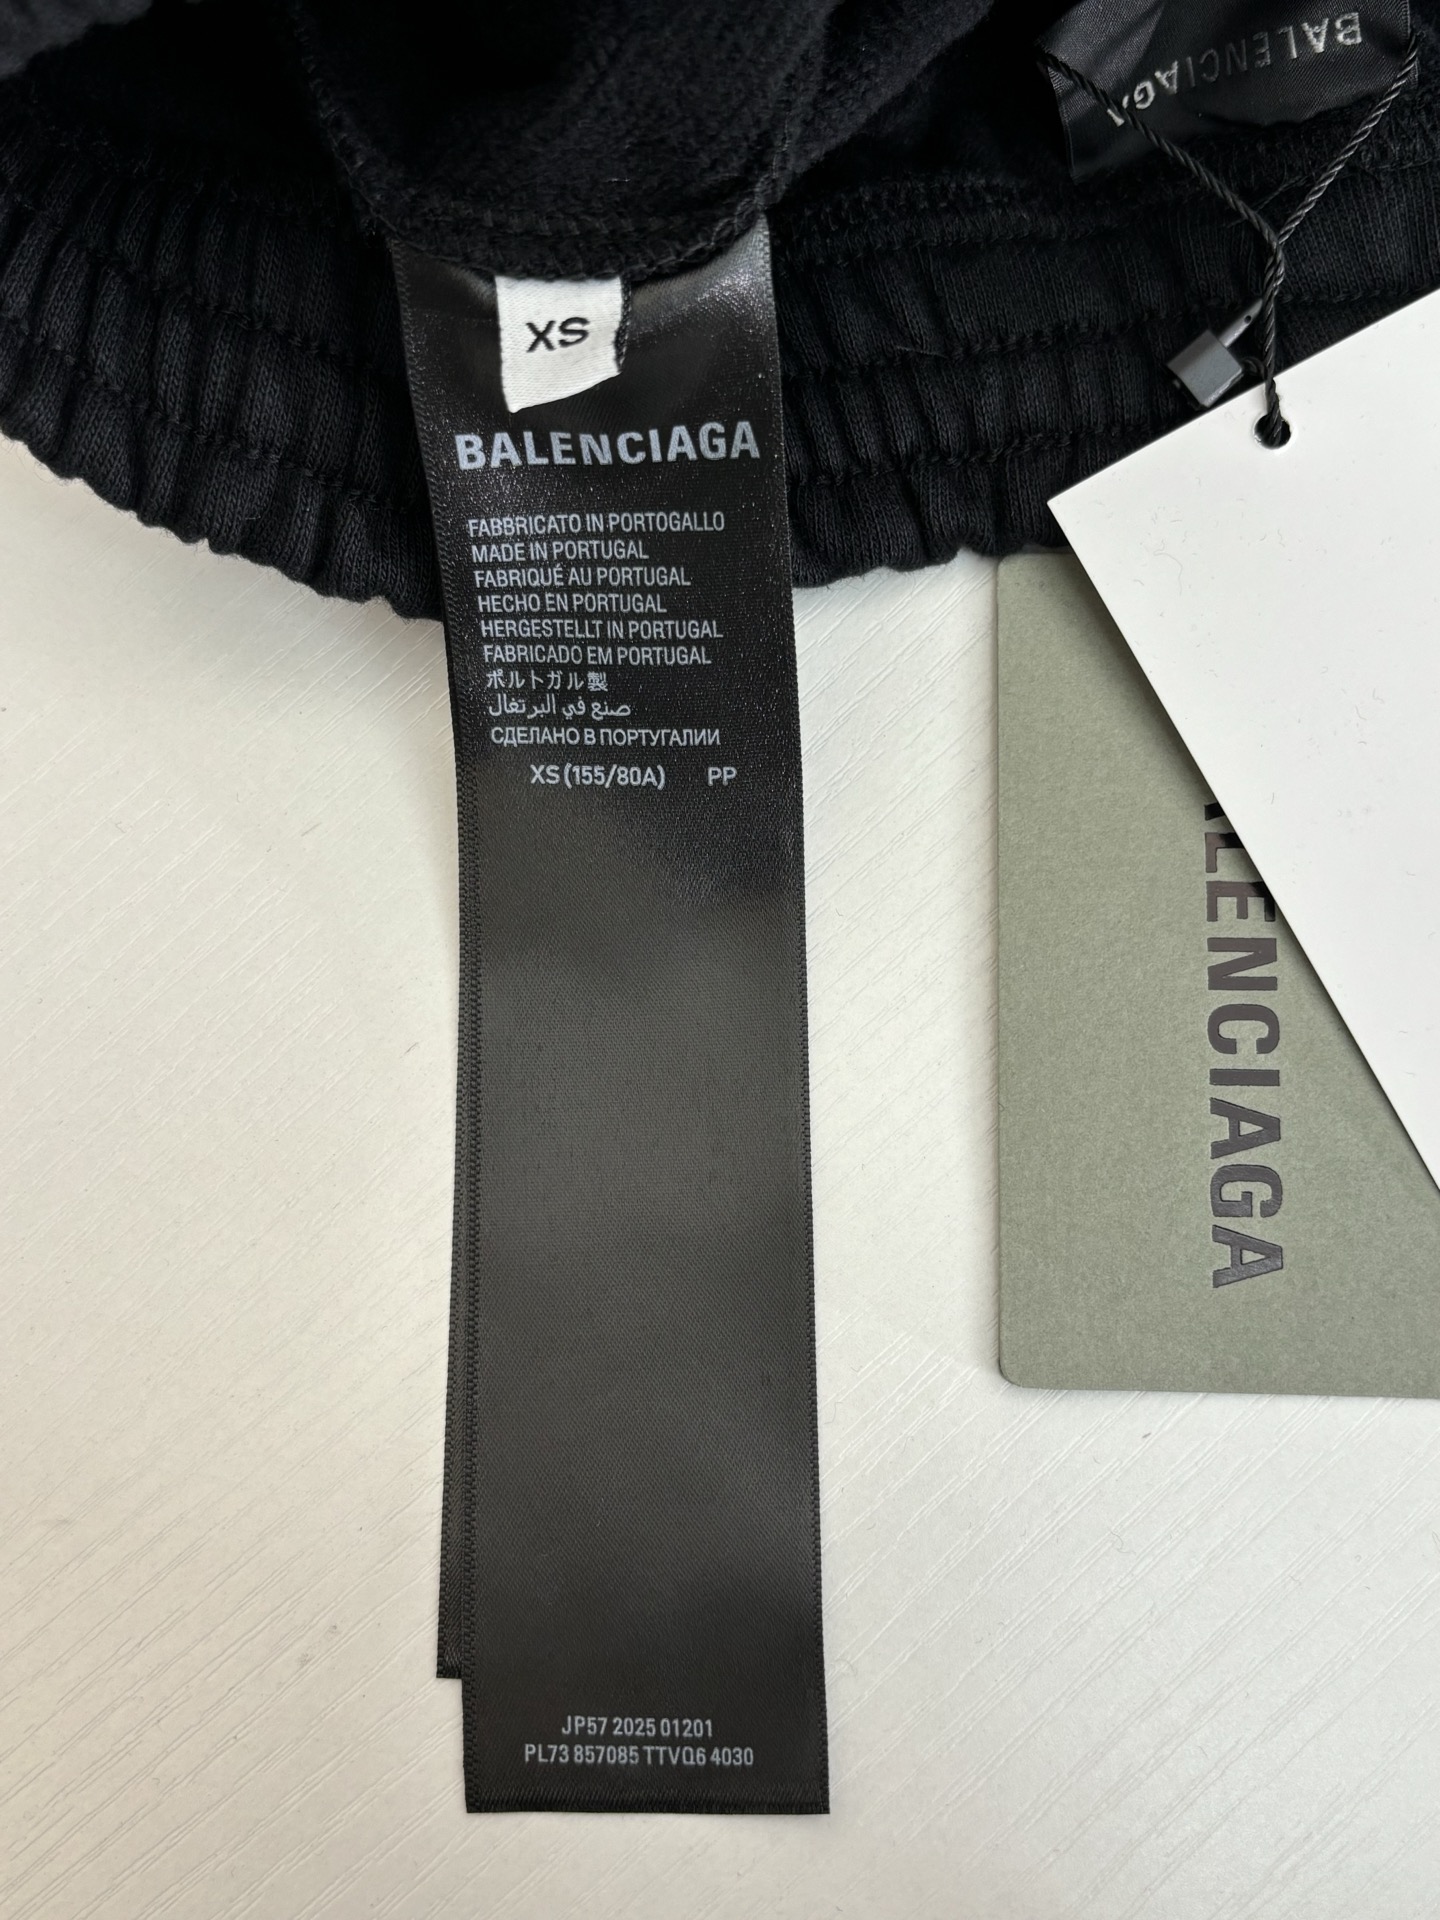 BALENCIAGA
XS
BALENCIAGA
FABBRICATO IN PORTOGALLO
MADE IN PORTUGAL
FABRIQUÉ AU PORTUGAL
HECHO EN PORTUGAL
HERGESTELLT IN PORTUGAL
FABRICADO EM PORTUGAL
ポルトガル製
صنع في البرتغال
СДЕЛАНО В ПОРТУГАЛИИ
XS (155/80A) PP
JP57 2025 01201
PL73 857085 TTVQ6 4030
ALENCIAGA